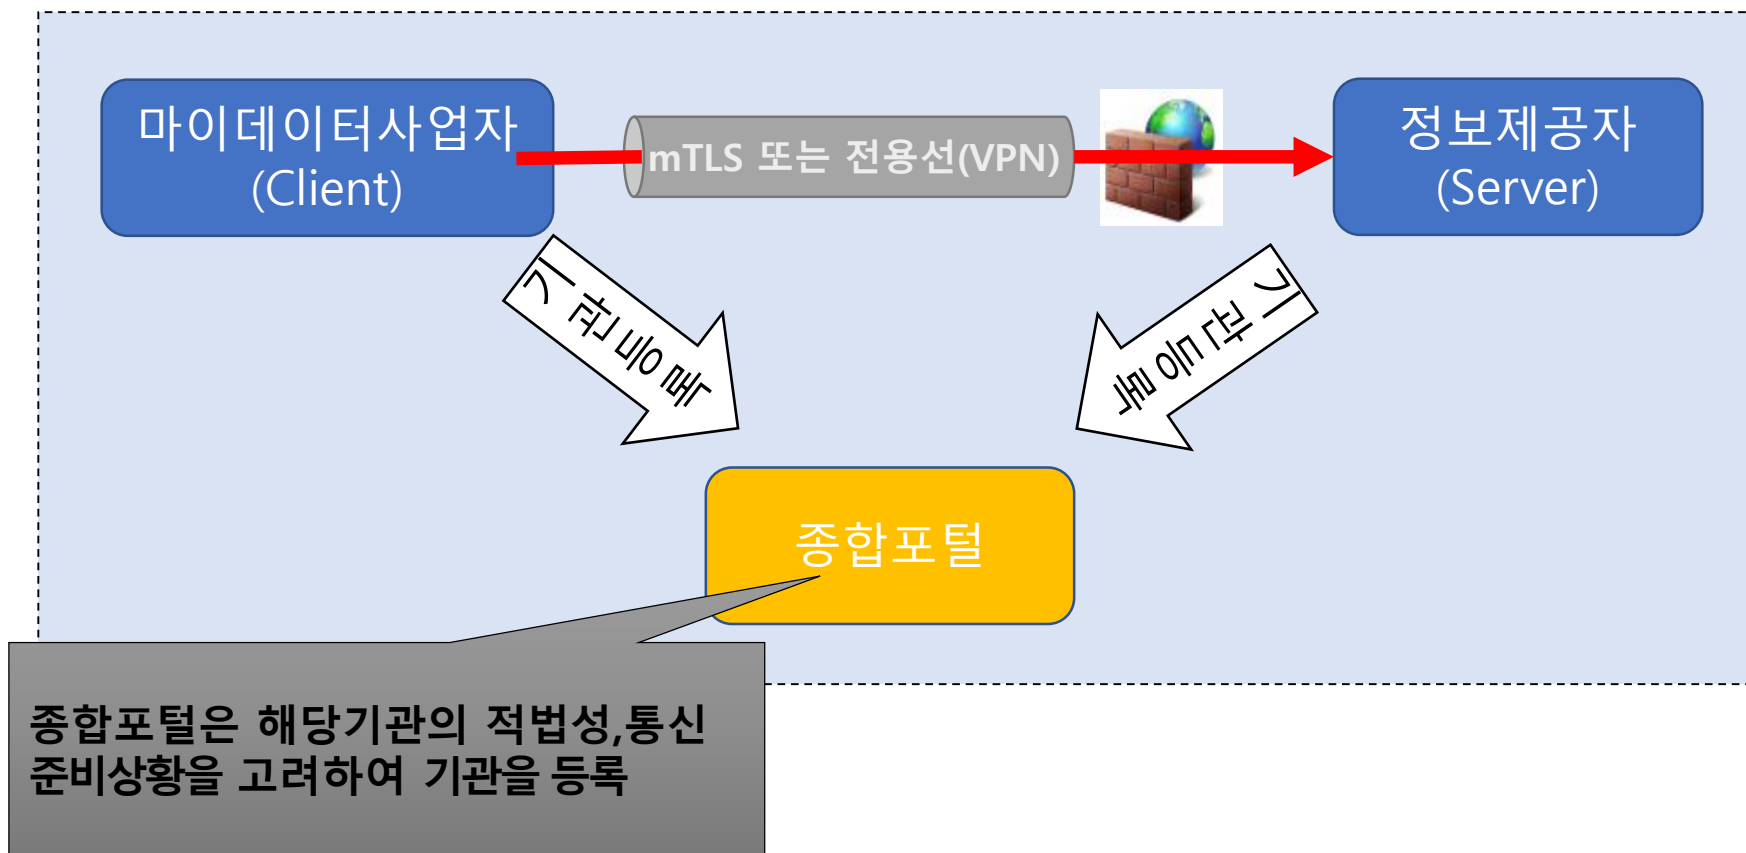 마이데이터사업자
(Client)
mTLS 또는 전용선(VPN)
정보제공자
(Server)
기관등록
기관등록
종합포털
종합포털은 해당기관의 적법성,통신
준비상황을 고려하여 기관을 등록